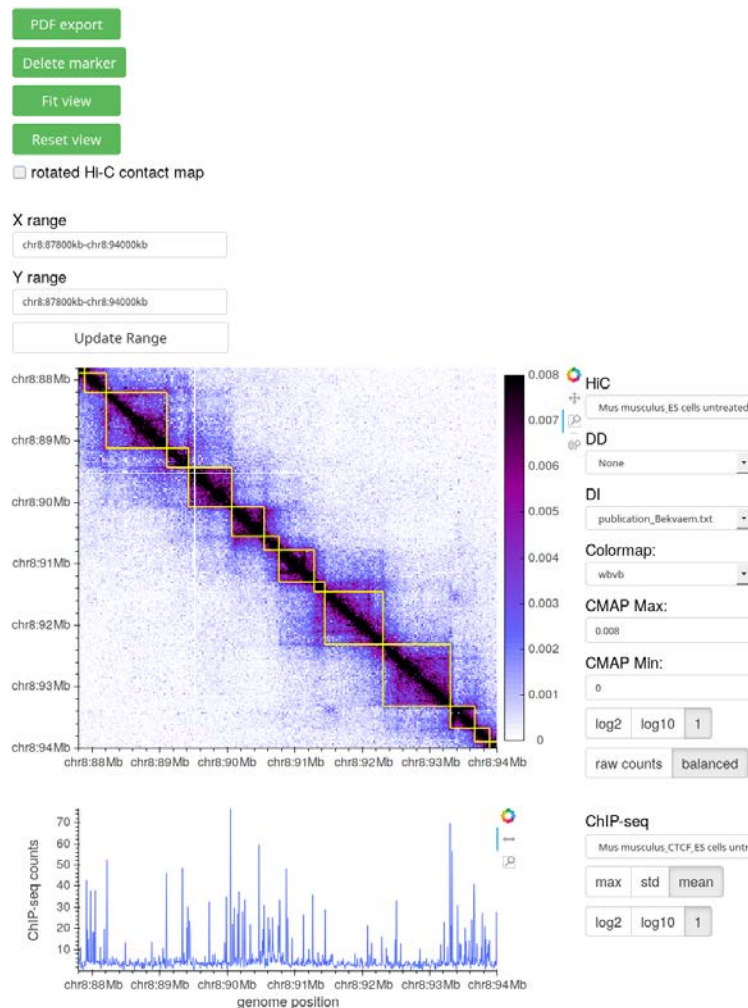 PDF export
Delete marker
Fit view
Reset view
rotated Hi-C contact map
X range
chr8:87800kb-chr8:94000kb
Y range
chr8:87800kb-chr8:94000kb
Update Range
chr8:88Mb
chr8:89Mb
chr8:90Mb
chr8:91Mb
chr8:92Mb
chr8:93Mb
chr8:94Mb
chr8:88Mb chr8:89Mb chr8:90Mb chr8:91Mb chr8:92Mb chr8:93Mb chr8:94Mb
0.008
0.007
0.006
0.005
0.004
0.003
0.002
0.001
0
HiC
Mus musculus_ES cells untreated
DD
None
DI
publication_Bekvaem.txt
Colormap:
wbvb
CMAP Max:
0.008
CMAP Min:
0
log2 log10 1
raw counts balanced
ChIP-seq counts
70
60
50
40
30
20
10
chr8:88Mb chr8:89Mb chr8:90Mb chr8:91Mb chr8:92Mb chr8:93Mb chr8:94Mb
genome position
ChIP-seq
Mus musculus_CTCF_ES cells untr
max std mean
log2 log10 1